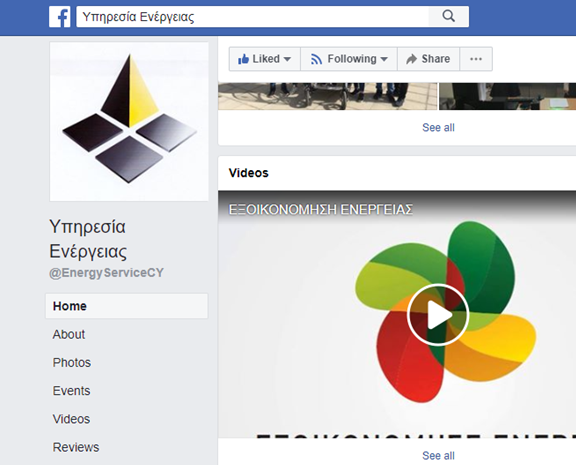 Υπηρεσία Ενέργειας
Liked
Following
Share
See all
Υπηρεσία
Ενέργειας
@EnergyServiceCY
Home
About
Photos
Events
Videos
Reviews
Videos
ΕΞΟΙΚΟΝΟΜΗΣΗ ΕΝΕΡΓΕΙΑΣ
See all